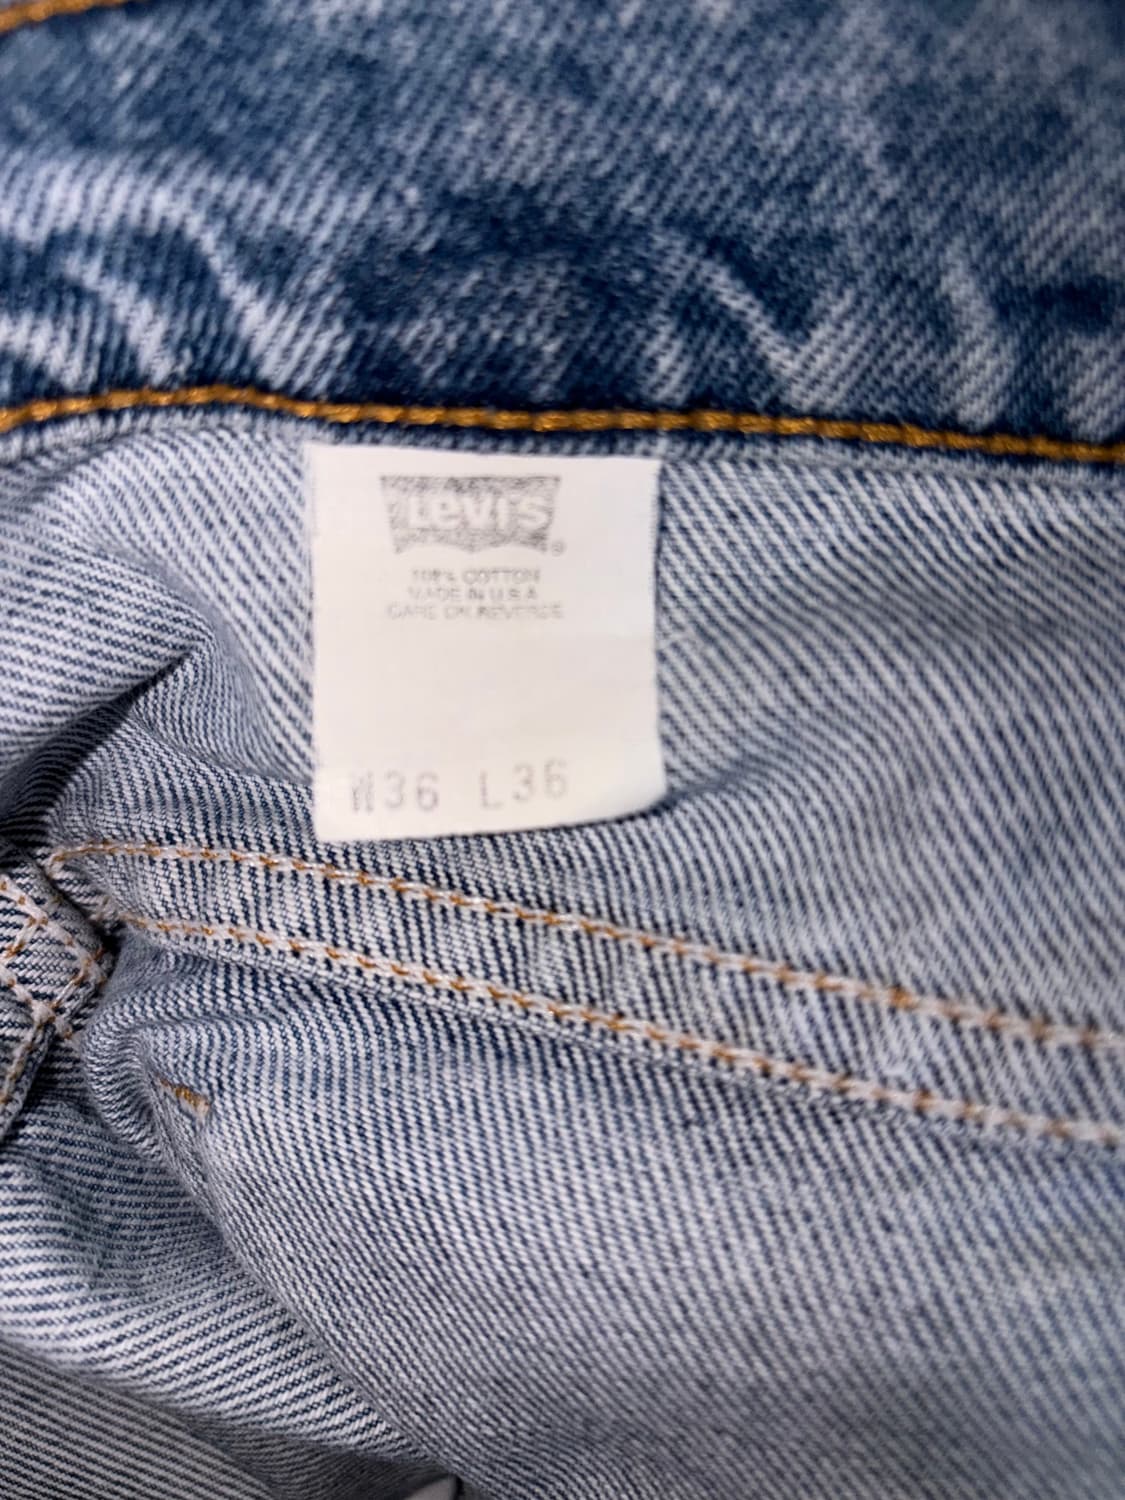 LEVI'S
100% COTTON
MADE IN U.S.A
CARE ON REVERSE
W36 L36